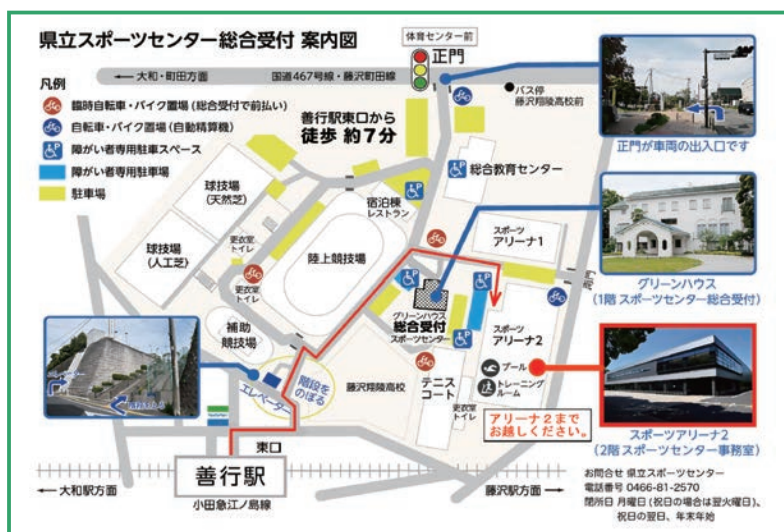 県立スポーツセンター総合受付 案内図
体育センター前
正門
← 大和・町田方面
国道467号線・藤沢町田線
バス停
藤沢翔陵高校前
凡例
臨時自転車・バイク置場(総合受付で前払い)
自転車・バイク置場(自動精算機)
障がい者専用駐車スペース
障がい者専用駐車場
駐車場
善行駅東口から
徒歩 約7分
正門が車両の出入口です
総合教育センター
球技場
(天然芝)
宿泊棟
レストラン
球技場
(人工芝)
更衣室
トイレ
陸上競技場
スポーツ
アリーナ1
更衣室
トイレ
グリーンハウス
(1階 スポーツセンター総合受付)
グリーンハウス
総合受付
スポーツセンター
補助
競技場
スポーツ
アリーナ2
プール
トレーニング
ルーム
階段を
のぼる
エレベーター
藤沢翔陵高校
テニス
コート
更衣室
トイレ
アリーナ2まで
お越しください。
スポーツアリーナ2
(2階 スポーツセンター事務室)
東口
善行駅
小田急江ノ島線
← 大和駅方面
藤沢駅方面 →
お問合せ 県立スポーツセンター
電話番号 0466-81-2570
閉所日 月曜日(祝日の場合は翌火曜日)、
祝日の翌日、年末年始